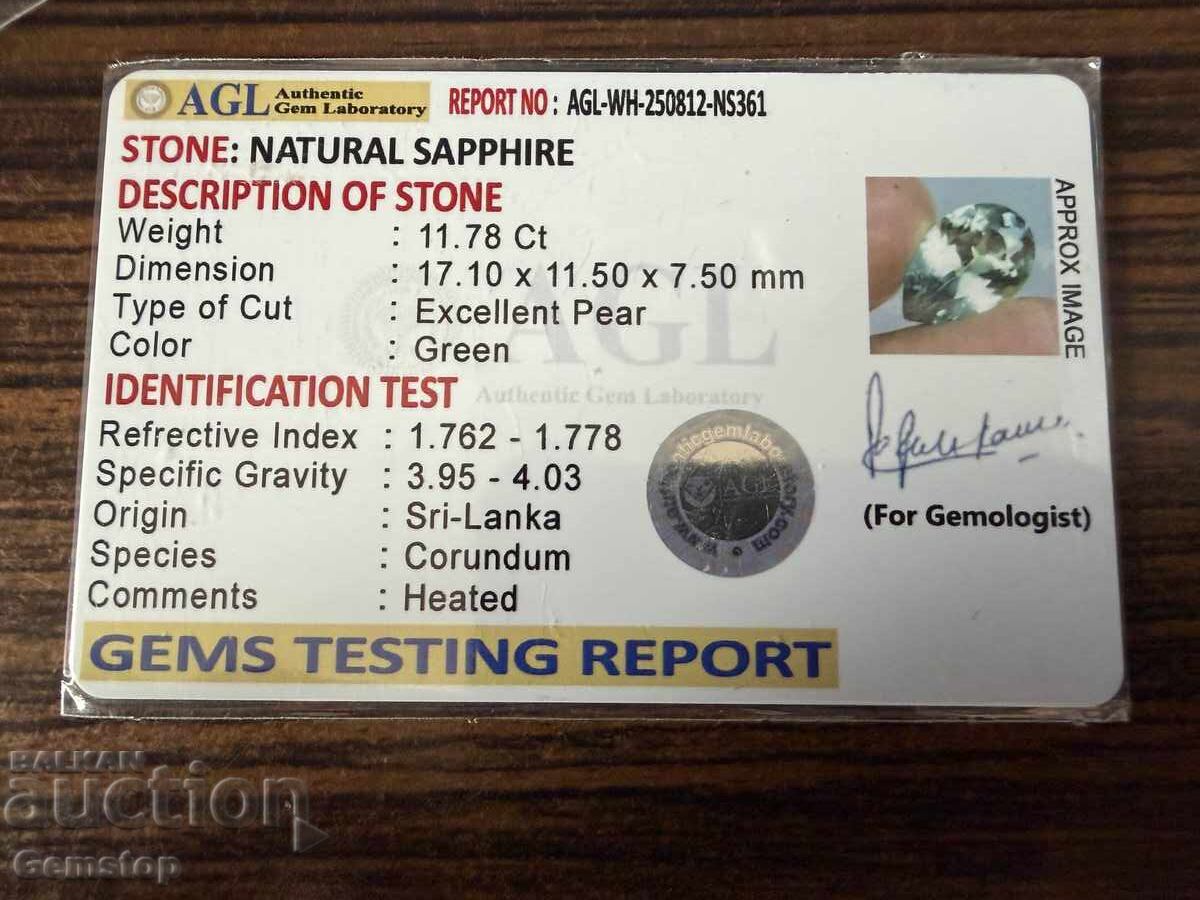 AGL Authentic Gem Laboratory REPORT NO : AGL-WH-250812-NS361
STONE: NATURAL SAPPHIRE
DESCRIPTION OF STONE
Weight : 11.78 Ct
Dimension : 17.10 x 11.50 x 7.50 mm
Type of Cut : Excellent Pear
Color : Green
APPROX IMAGE
AGL
Authentic Gem Laboratory
IDENTIFICATION TEST
Refrective Index : 1.762 - 1.778
Specific Gravity : 3.95 - 4.03
Origin : Sri-Lanka
Species : Corundum
Comments : Heated
AGL
(For Gemologist)
GEMS TESTING REPORT
BALKAN
auction
Gemstop